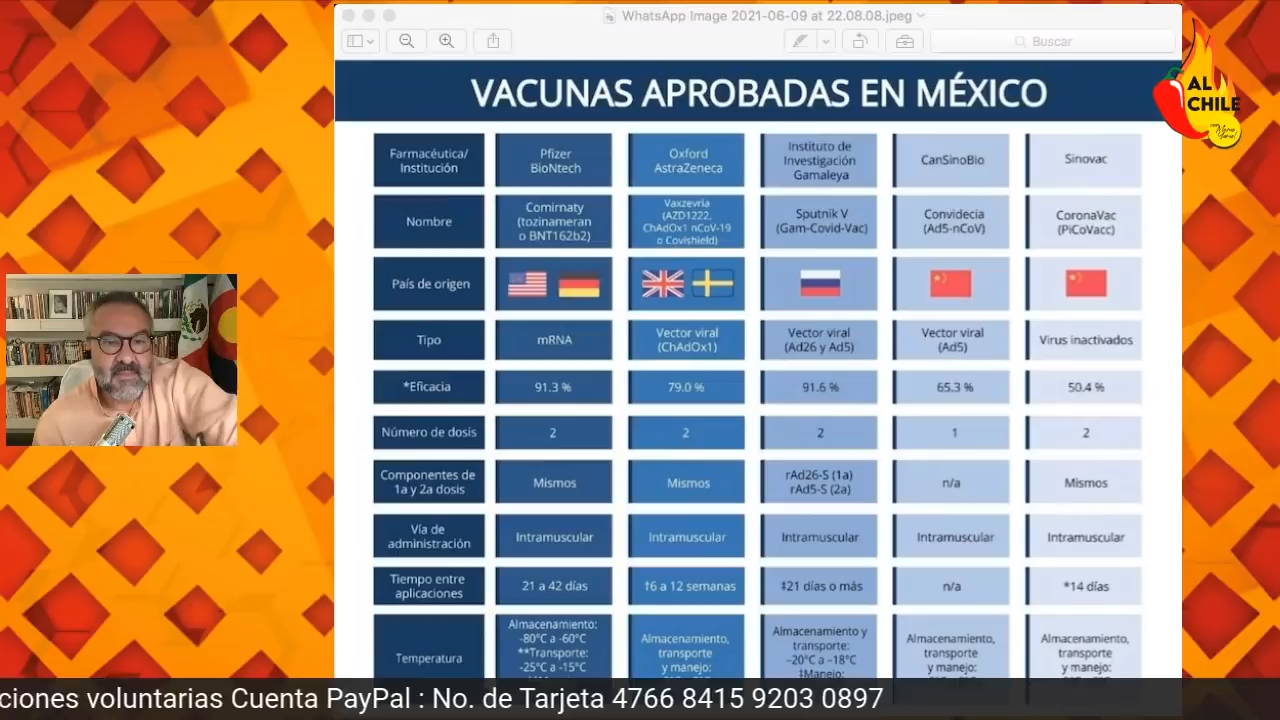 WhatsApp Image 2021-06-09 at 22.08.08.jpeg
Buscar
AL
CHILE
VACUNAS APROBADAS EN MÉXICO
Farmacéutica/
Institución
Pfizer
BioNtech
Oxford
AstraZeneca
Instituto de
Investigación
Gamaleya
CanSinoBio
Sinovac
Nombre
Comirnaty
(tozinameran
o BNT162b2)
Vaxzevria
(AZD1222,
ChAdOx1 nCoV-19
o Covishield)
Sputnik V
(Gam-Covid-Vac)
Convidecia
(Ad5-nCoV)
CoronaVac
(PiCoVacc)
País de origen
Tipo
mRNA
Vector viral
(ChAdOx1)
Vector viral
(Ad26 y Ad5)
Vector viral
(Ad5)
Virus inactivados
*Eficacia
91.3 %
79.0 %
91.6 %
65.3 %
50.4 %
Número de dosis
2
2
2
1
2
Componentes de
1a y 2a dosis
Mismos
Mismos
rAd26-S (1a)
rAd5-S (2a)
n/a
Mismos
Vía de
administración
Intramuscular
Intramuscular
Intramuscular
Intramuscular
Intramuscular
Tiempo entre
aplicaciones
21 a 42 días
†6 a 12 semanas
‡21 días o más
n/a
*14 días
Temperatura
Almacenamiento:
-80°C a -60°C
**Transporte:
-25°C a -15°C
Almacenamiento,
transporte
y manejo:
Almacenamiento y
transporte:
–20°C a –18°C
‡Manejo:
Almacenamiento,
transporte
y manejo:
Almacenamiento,
transporte
y manejo:
ciones voluntarias Cuenta PayPal : No. de Tarjeta 4766 8415 9203 0897